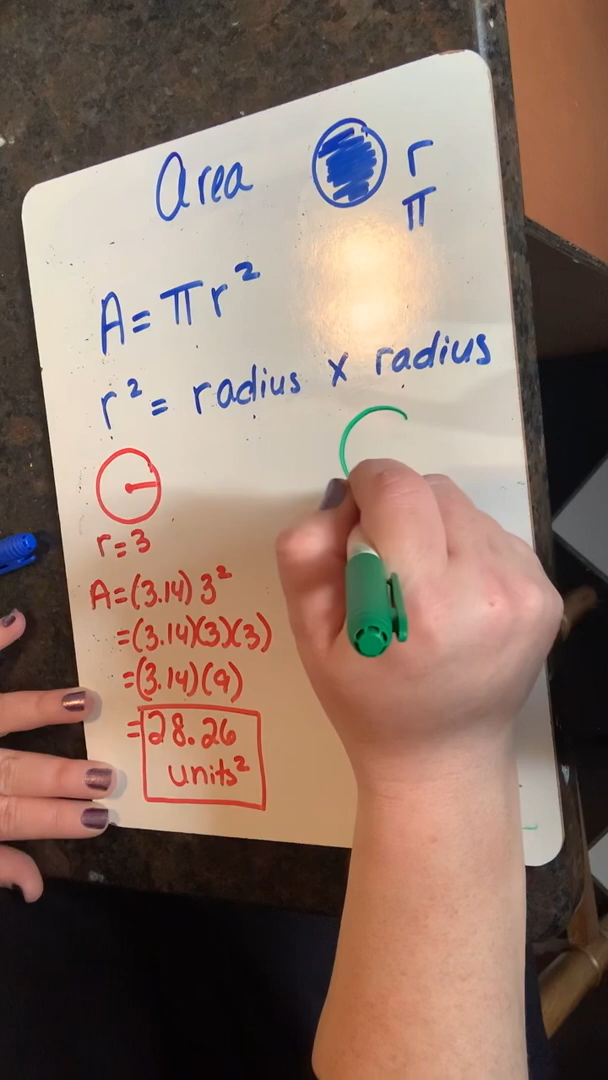 Area
r
π
A = πr²
r² = radius x radius
r = 3
A = (3.14) 3²
= (3.14)(3)(3)
= (3.14)(9)
= 28.26
units²